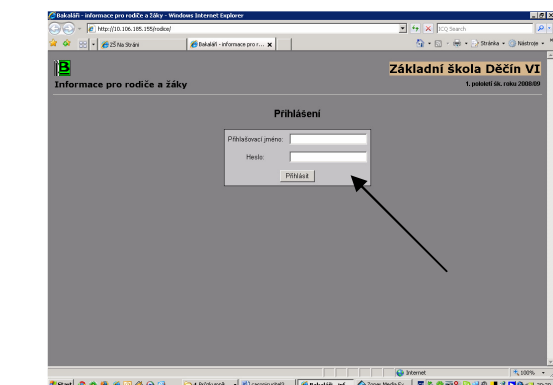 Bakaláři - informace pro rodiče a žáky - Windows Internet Explorer
http://10.106.185.155/rodice/
ICQ Search
ZŠ Na Stráni
Bakaláři - informace pro r...
Stránka
Nástroje
B
Základní škola Děčín VI
Informace pro rodiče a žáky
1. pololetí šk. roku 2008/09
Přihlášení
Přihlašovací jméno:
Heslo:
Přihlásit
Internet
100%
Start